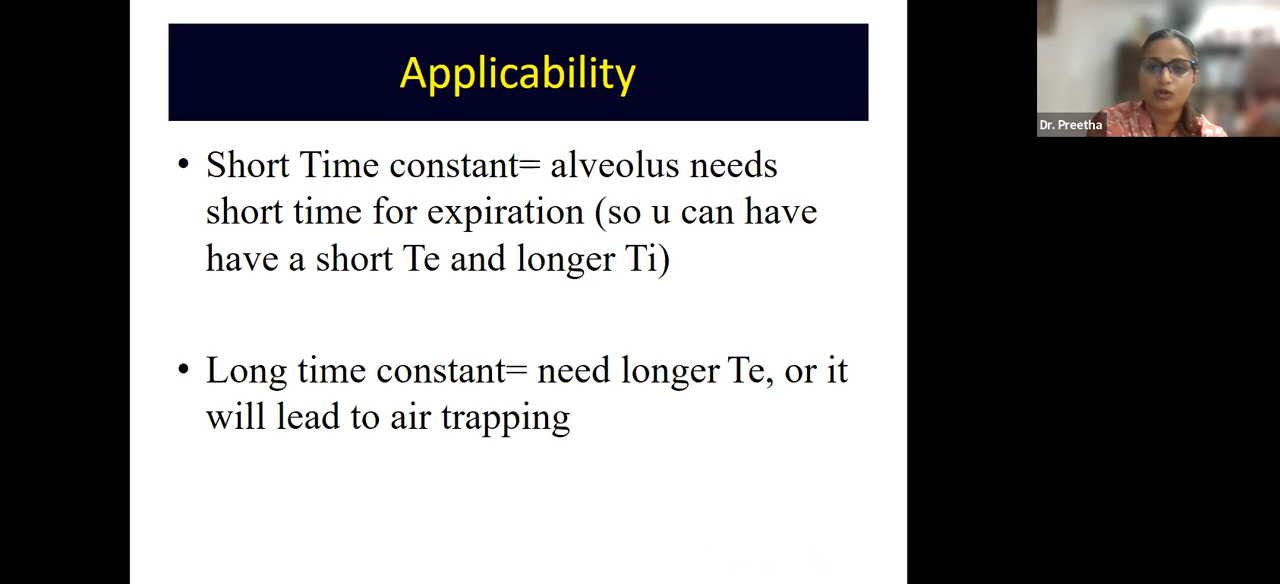 Applicability
• Short Time constant= alveolus needs
short time for expiration (so u can have
have a short Te and longer Ti)
• Long time constant= need longer Te, or it
will lead to air trapping
Dr. Preetha